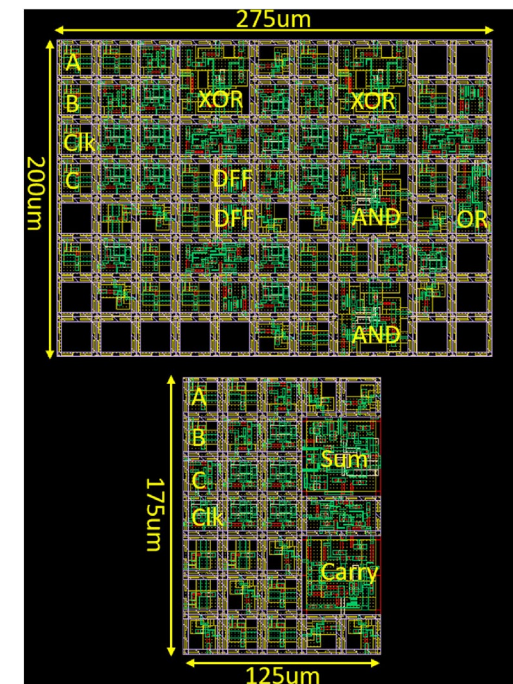 275um
200um
A
XOR
XOR
B
Clk
C
DFF
DFF
AND
OR
AND
175um
A
B
Sum
C
Clk
Carry
125um